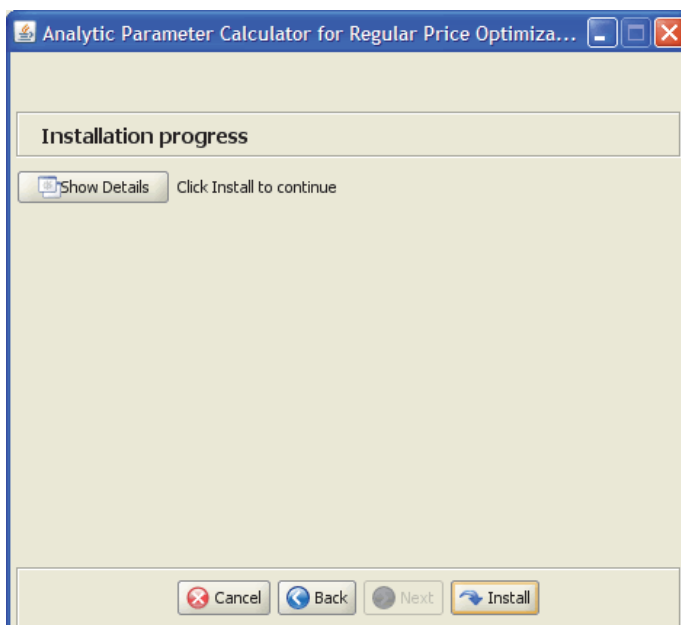 Analytic Parameter Calculator for Regular Price Optimiza...
Installation progress
Show Details Click Install to continue
Cancel Back Next Install